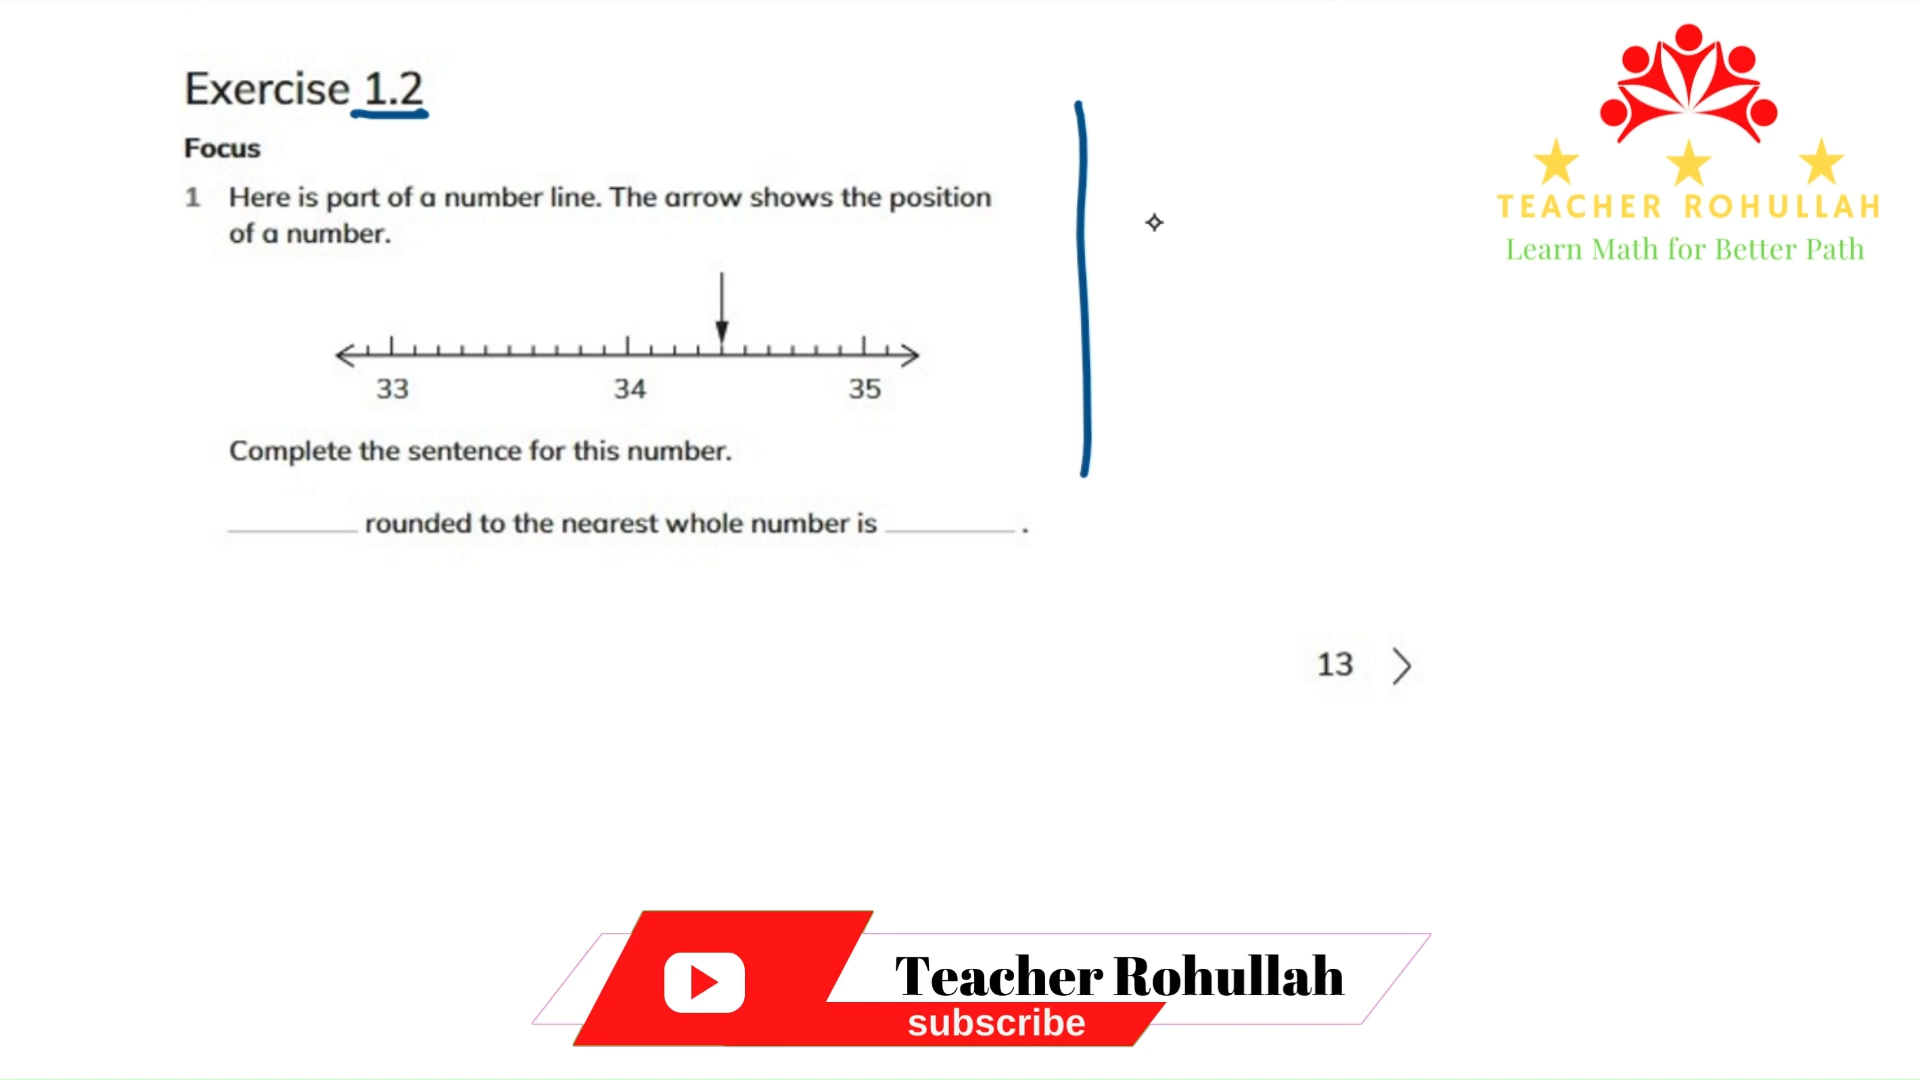 Exercise 1.2
Focus
1 Here is part of a number line. The arrow shows the position
of a number.
33 34 35
Complete the sentence for this number.
________ rounded to the nearest whole number is ________ .
13
TEACHER ROHULLAH
Learn Math for Better Path
Teacher Rohullah
subscribe